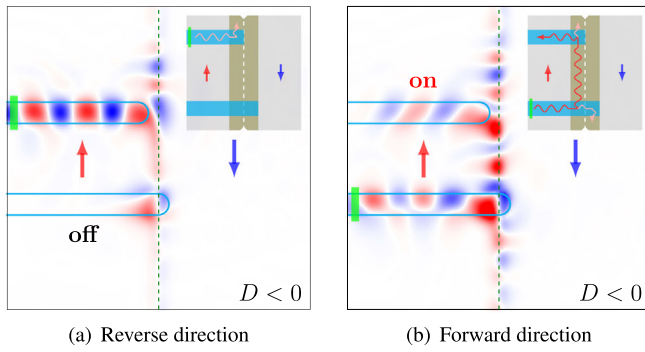 on
off
D < 0
D < 0
(a) Reverse direction
(b) Forward direction